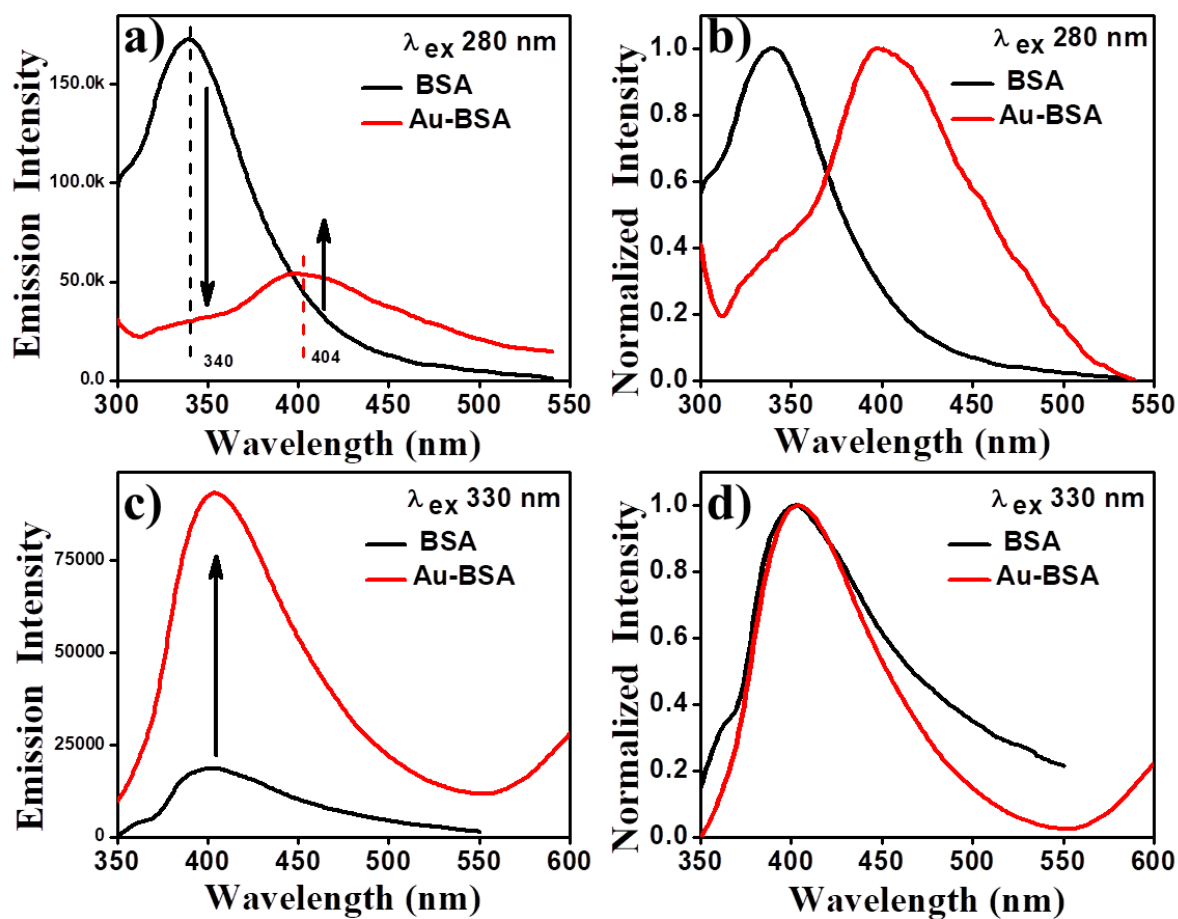 a)
λ ex 280 nm
BSA
Au-BSA
150.0k
100.0k
50.0k
0.0
340
404
300 350 400 450 500 550
Wavelength (nm)
Emission Intensity
b)
λ ex 280 nm
BSA
Au-BSA
1.0
0.8
0.6
0.4
0.2
0.0
300 350 400 450 500 550
Wavelength (nm)
Normalized Intensity
c)
λ ex 330 nm
BSA
Au-BSA
75000
50000
25000
0
350 400 450 500 550 600
Wavelength (nm)
Emission Intensity
d)
λ ex 330 nm
BSA
Au-BSA
1.0
0.8
0.6
0.4
0.2
0.0
350 400 450 500 550 600
Wavelength (nm)
Normalized Intensity